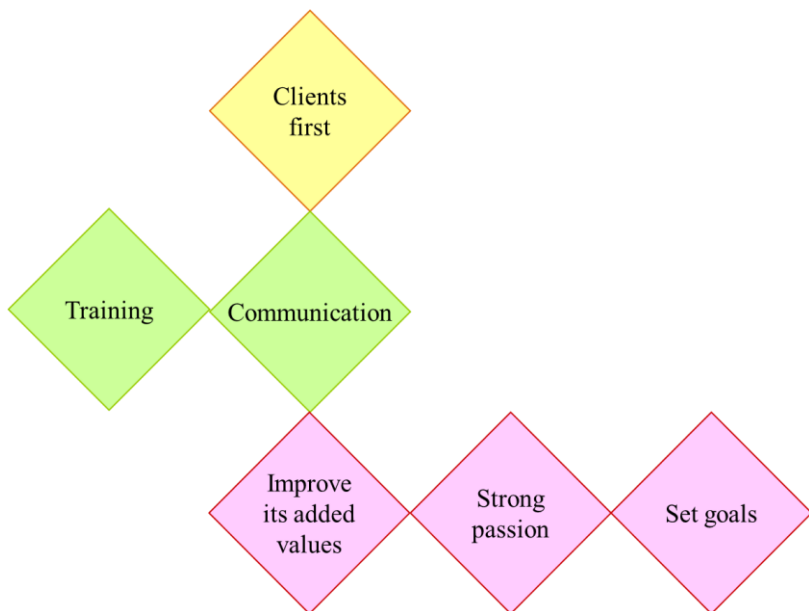 Clients
first
Training
Communication
Improve
its added
values
Strong
passion
Set goals